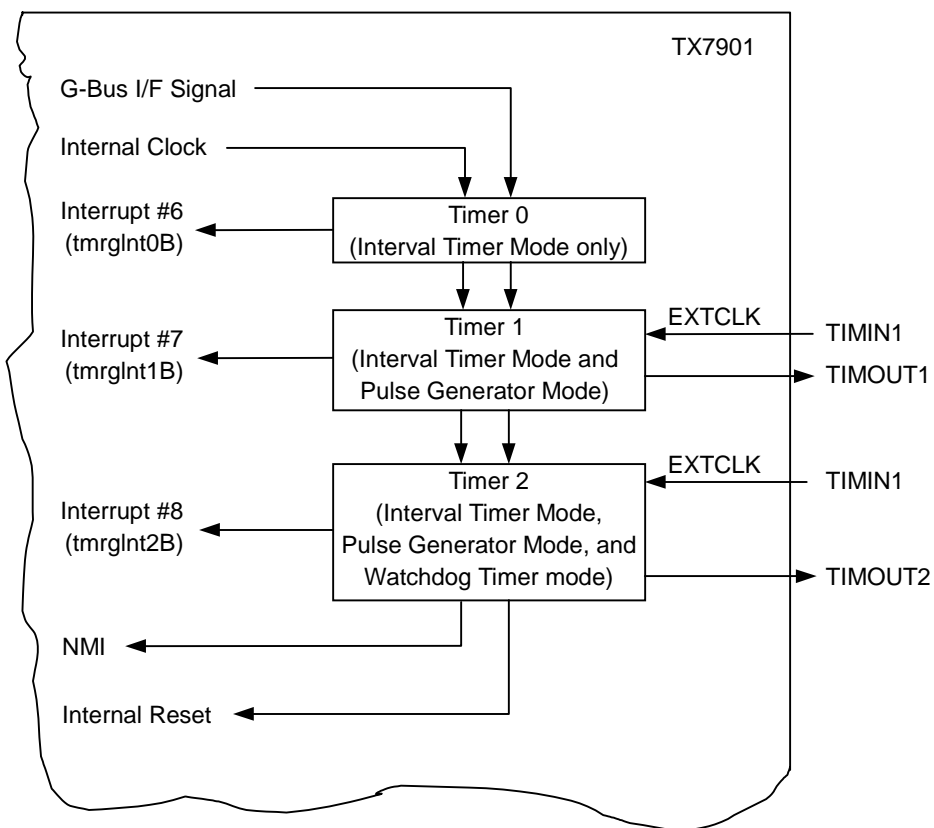 TX7901
G-Bus I/F Signal
Internal Clock
Interrupt #6
(tmrgInt0B)
Timer 0
(Interval Timer Mode only)
Interrupt #7
(tmrgInt1B)
Timer 1
(Interval Timer Mode and
Pulse Generator Mode)
EXTCLK
TIMIN1
TIMOUT1
Interrupt #8
(tmrgInt2B)
Timer 2
(Interval Timer Mode,
Pulse Generator Mode, and
Watchdog Timer mode)
EXTCLK
TIMIN1
TIMOUT2
NMI
Internal Reset